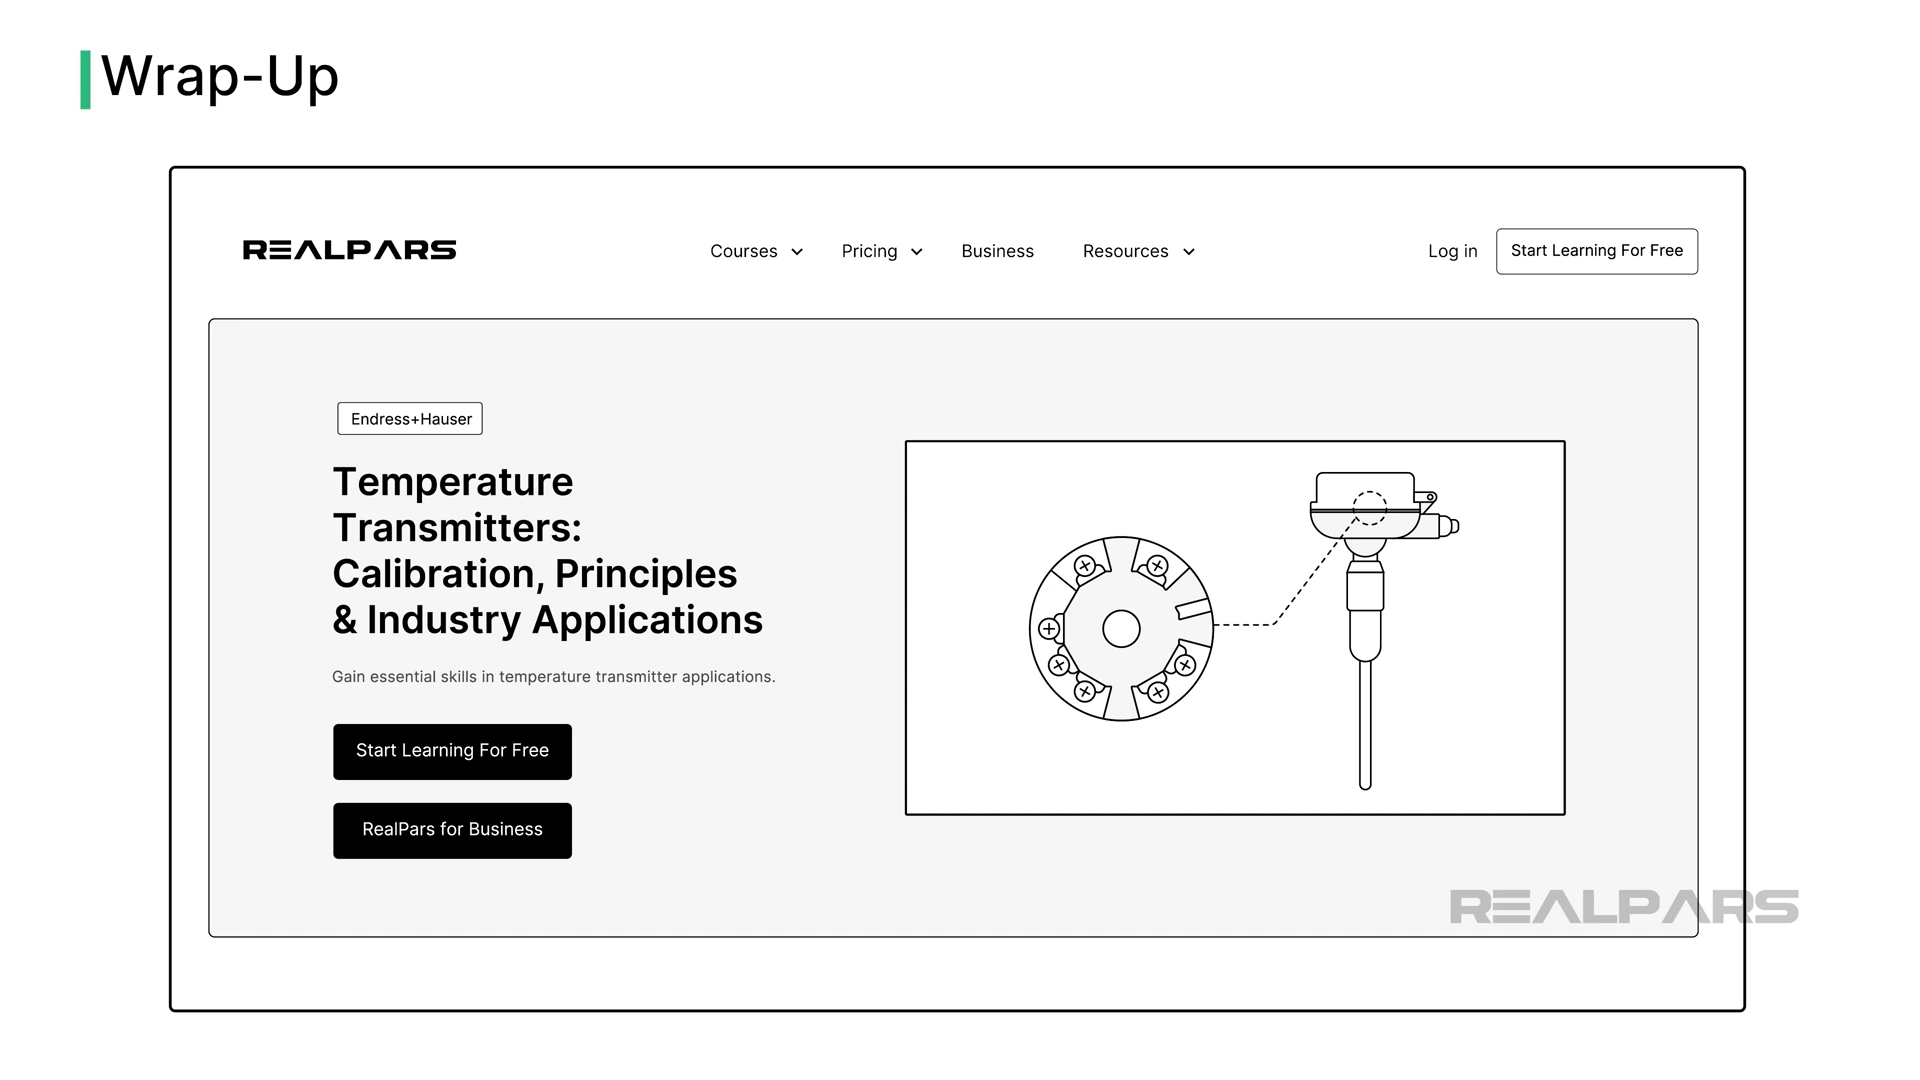 Wrap-Up
REALPARS
Courses
Pricing
Business
Resources
Log in
Start Learning For Free
Endress+Hauser
Temperature
Transmitters:
Calibration, Principles
& Industry Applications
Gain essential skills in temperature transmitter applications.
Start Learning For Free
RealPars for Business
REALPARS